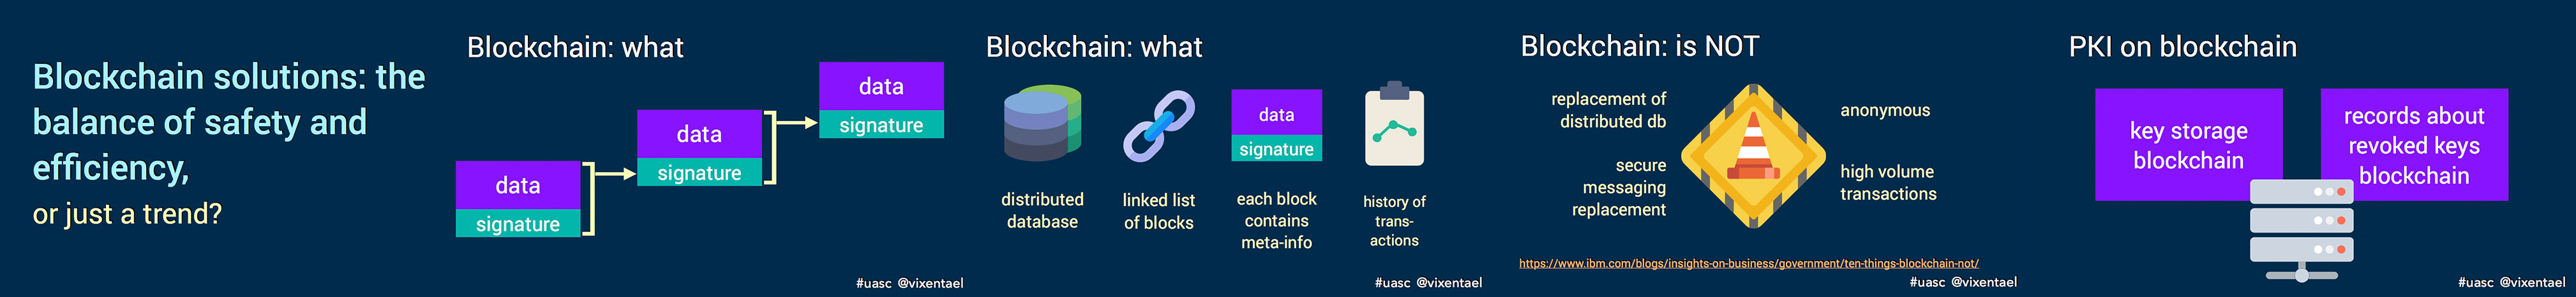 Blockchain solutions: the
balance of safety and
efficiency,
or just a trend?
Blockchain: what
data
signature
data
signature
data
signature
#uasc @vixentael
Blockchain: what
distributed
database
linked list
of blocks
data
signature
each block
contains
meta-info
history of
trans-
actions
#uasc @vixentael
Blockchain: is NOT
replacement of
distributed db
secure
messaging
replacement
anonymous
high volume
transactions
https://www.ibm.com/blogs/insights-on-business/government/ten-things-blockchain-not/
#uasc @vixentael
PKI on blockchain
key storage
blockchain
records about
revoked keys
blockchain
#uasc @vixentael